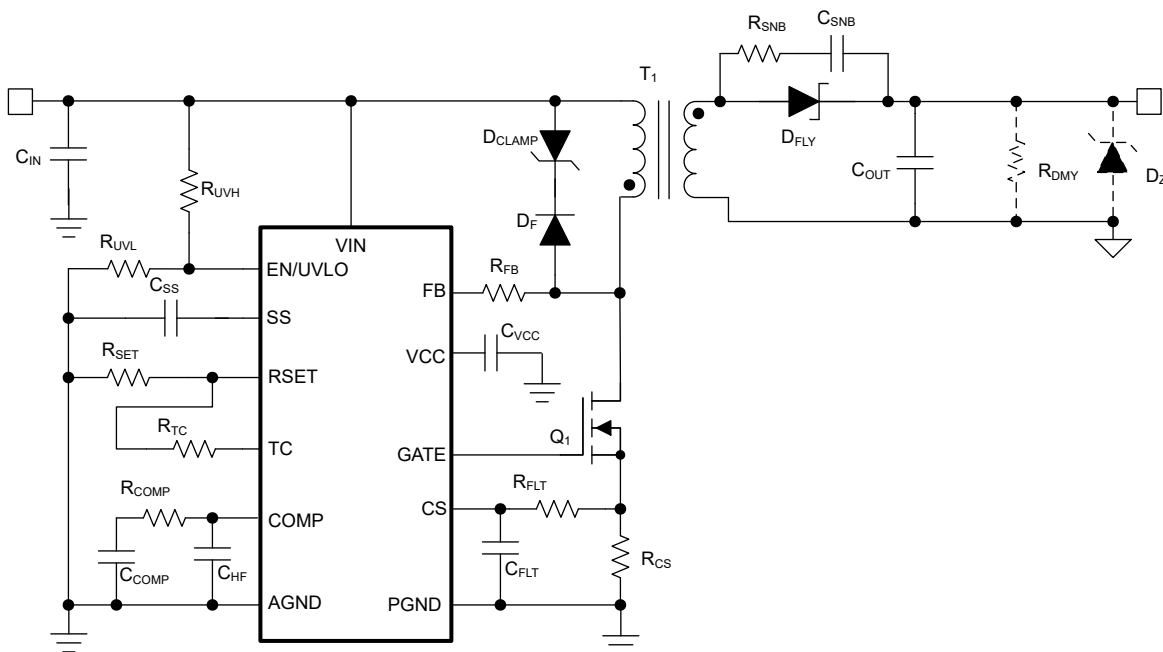 RSNB
CSNB
T1
DCLAMP
DFLY
CIN
RUVH
COUT
RDMY
DZ
DF
RUVL
VIN
EN/UVLO
RFB
FB
CSS
SS
CVCC
VCC
RSET
RSET
RTC
TC
Q1
GATE
RFLT
RCOMP
COMP
CS
CCOMP
CHF
CFLT
RCS
AGND
PGND